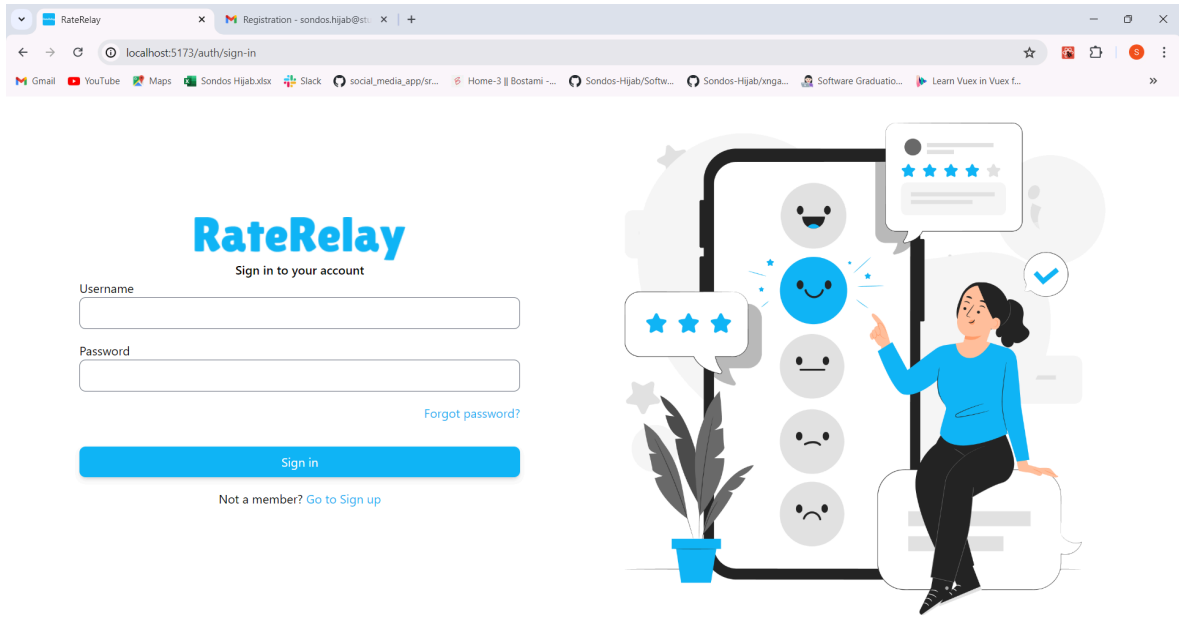 RateRelay
Registration - sondos.hijab@st
localhost:5173/auth/sign-in
S
Gmail YouTube Maps Sondos Hijab.xlsx Slack social_media_app/sr... Home-3 || Bostami -... Sondos-Hijab/Softw... Sondos-Hijab/xnga... Software Graduatio... Learn Vuex in Vuex f... »
RateRelay
Sign in to your account
Username
Password
Forgot password?
Sign in
Not a member? Go to Sign up